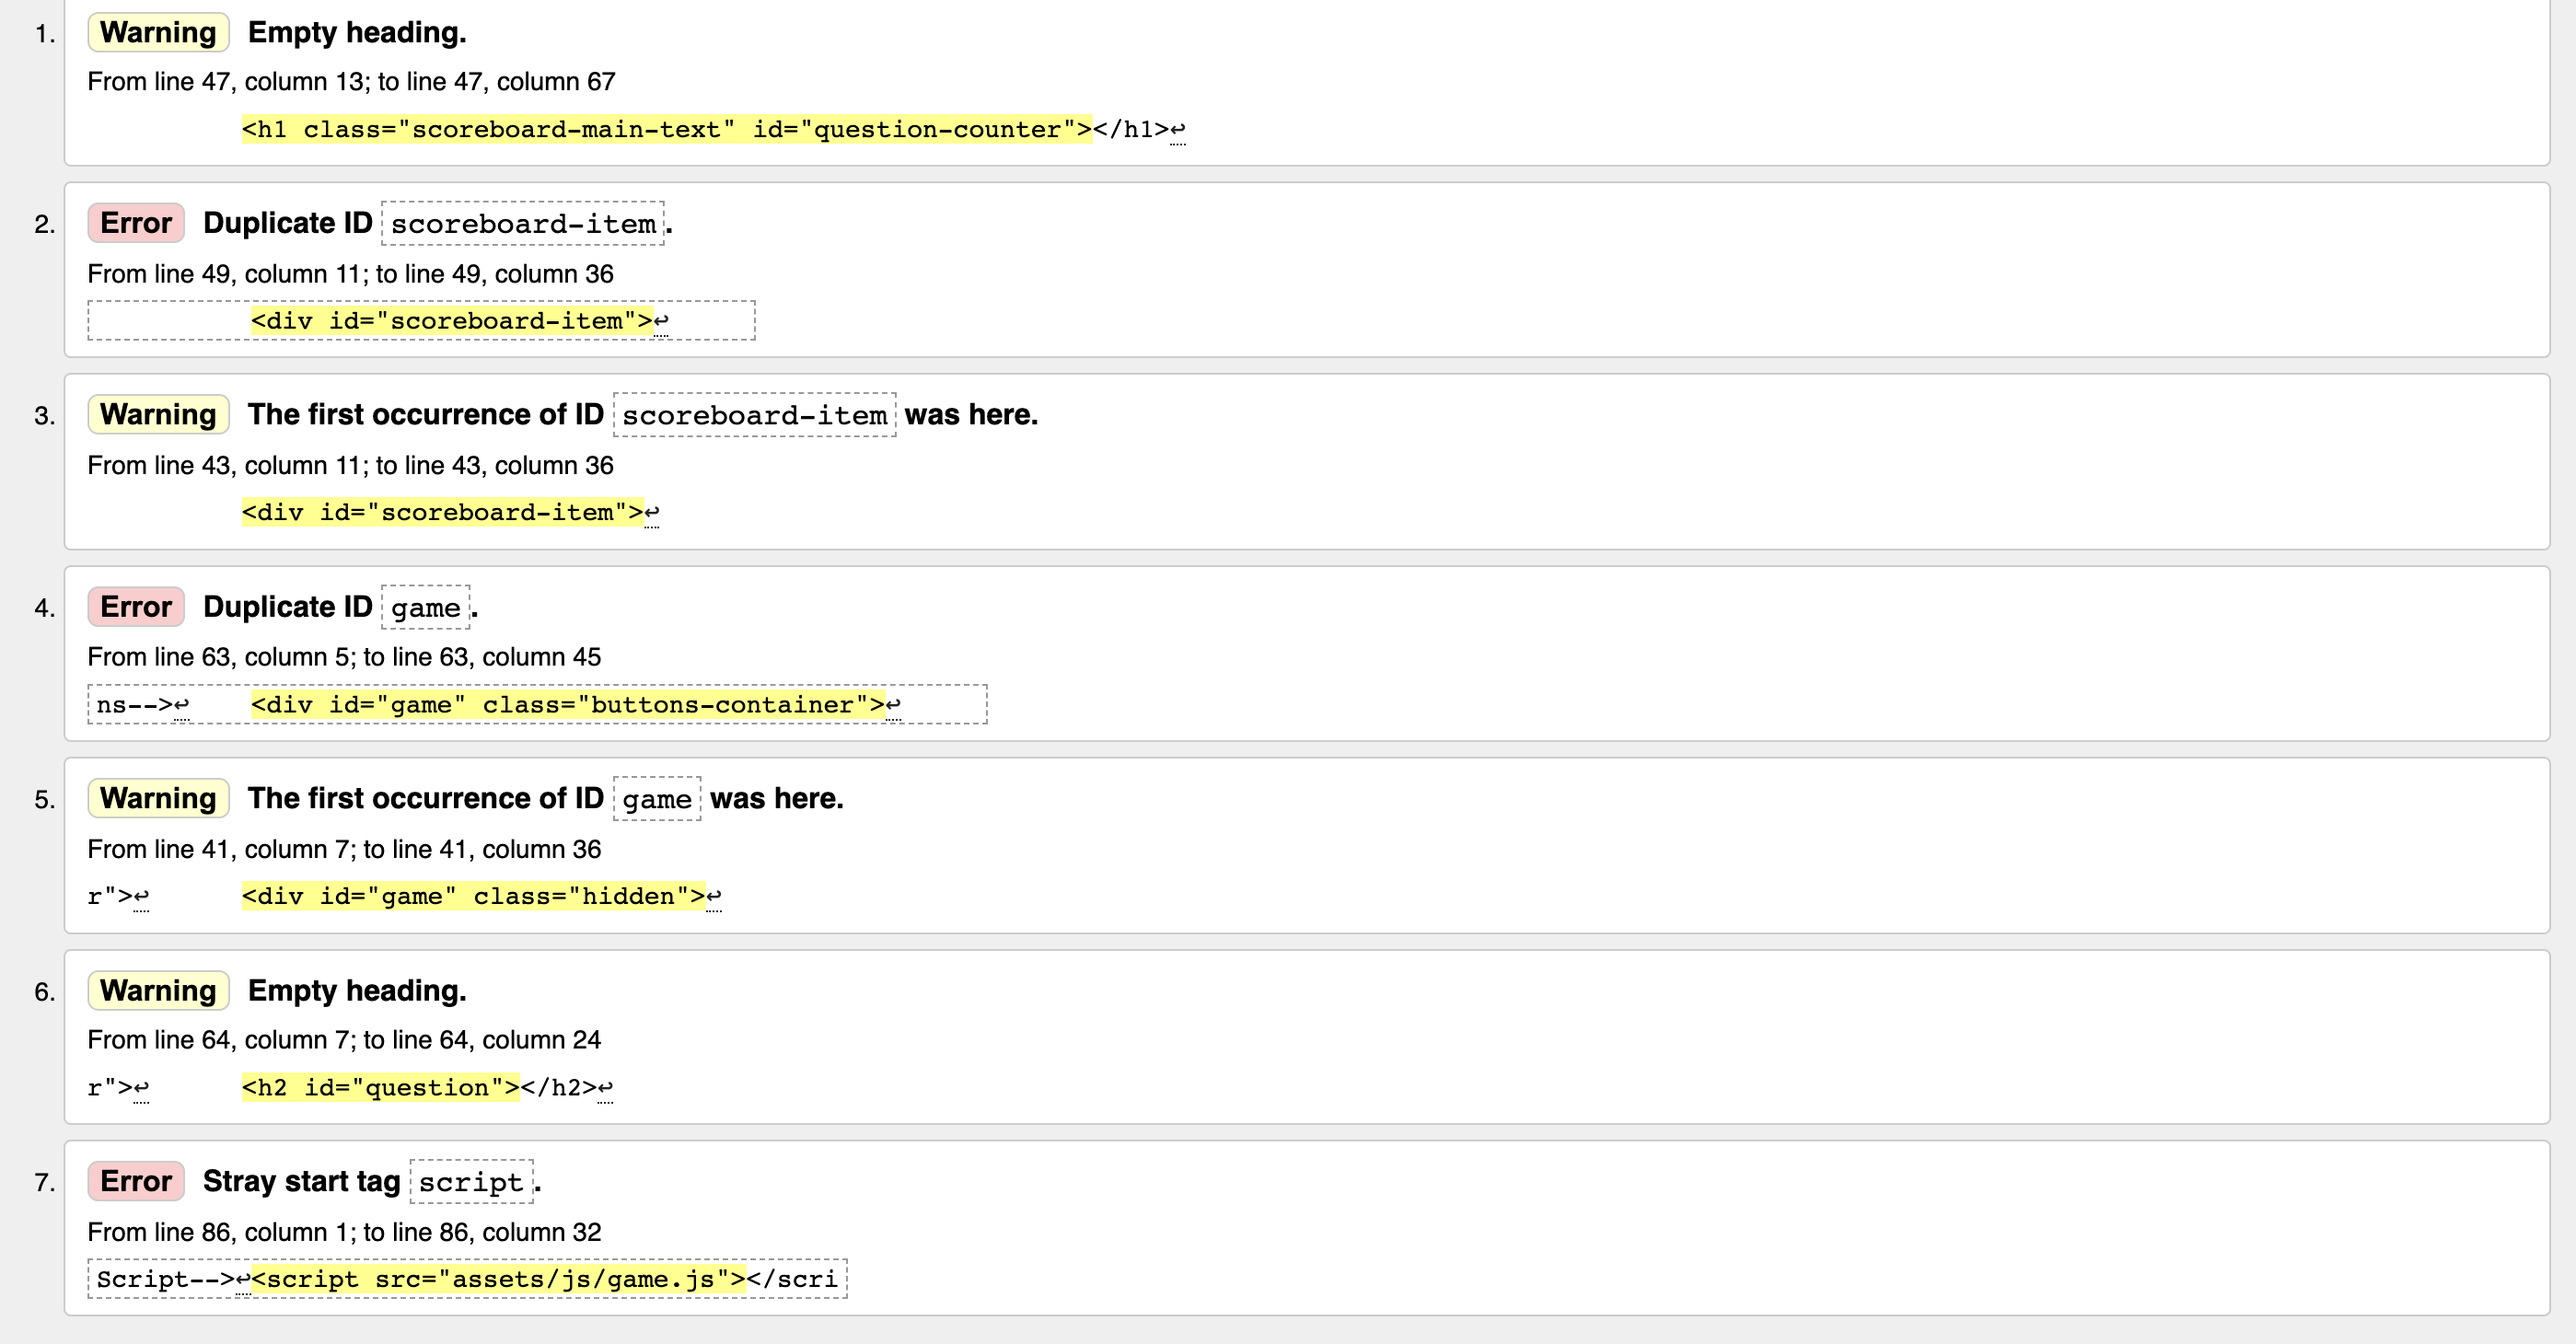 1. Warning Empty heading.
From line 47, column 13; to line 47, column 67
<h1 class="scoreboard-main-text" id="question-counter"></h1>↩
2. Error Duplicate ID scoreboard-item.
From line 49, column 11; to line 49, column 36
<div id="scoreboard-item">↩
3. Warning The first occurrence of ID scoreboard-item was here.
From line 43, column 11; to line 43, column 36
<div id="scoreboard-item">↩
4. Error Duplicate ID game.
From line 63, column 5; to line 63, column 45
ns-->↩ <div id="game" class="buttons-container">↩
5. Warning The first occurrence of ID game was here.
From line 41, column 7; to line 41, column 36
r">↩ <div id="game" class="hidden">↩
6. Warning Empty heading.
From line 64, column 7; to line 64, column 24
r">↩ <h2 id="question"></h2>↩
7. Error Stray start tag script.
From line 86, column 1; to line 86, column 32
Script-->↩<script src="assets/js/game.js"></scri